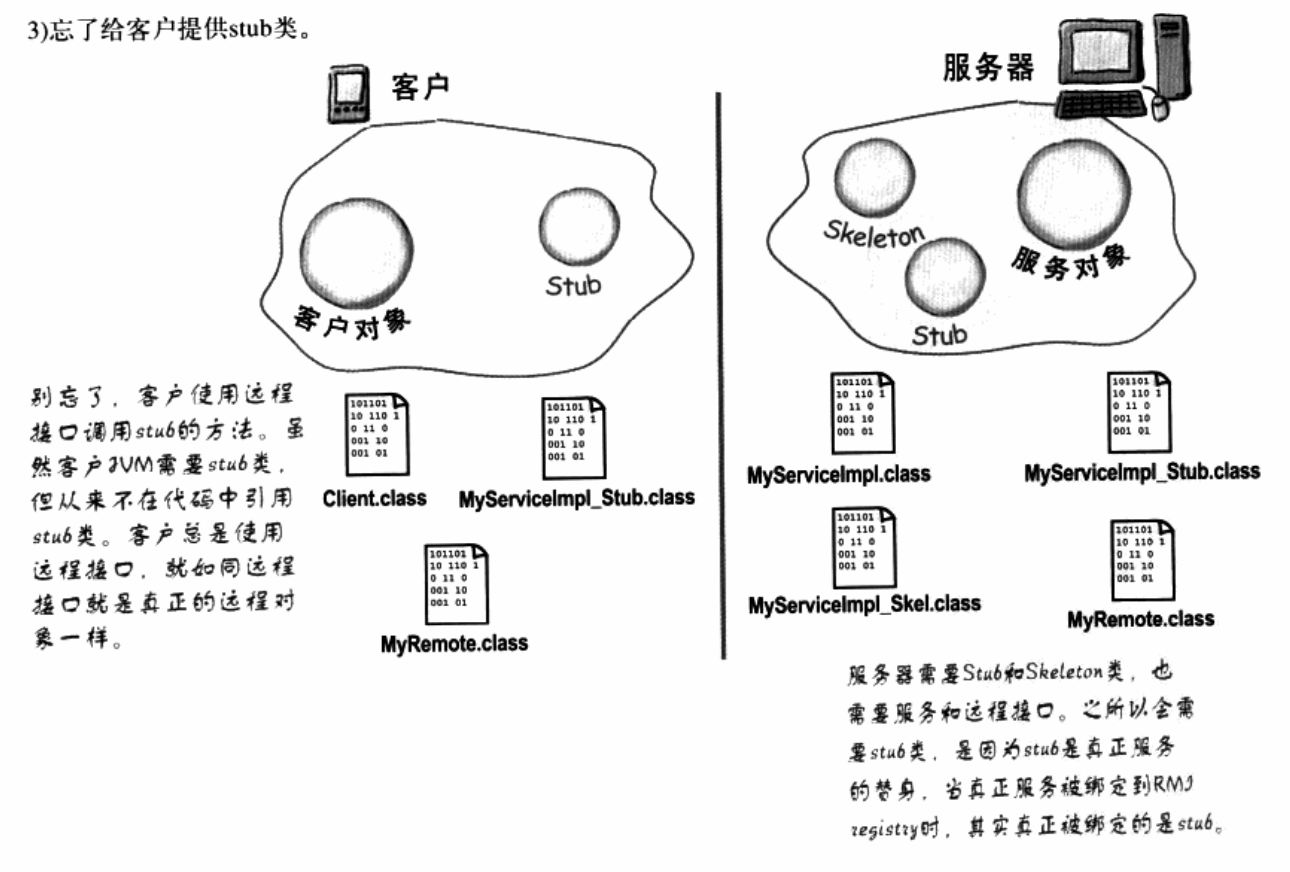 3)忘了给客户提供stub类。
客户
服务器
Skeleton
Stub
服务对象
客户对象
Stub
别忘了，客户使用远程
接口调用stub的方法。虽
然客户JVM需要stub类，
但从来不在代码中引用
stub类。客户总是使用
远程接口，就如同远程
接口就是真正的远程对
象一样。
101101
10 110 1
0 11 0
001 10
001 01
Client.class
101101
10 110 1
0 11 0
001 10
001 01
MyServiceImpl_Stub.class
101101
10 110 1
0 11 0
001 10
001 01
MyRemote.class
101101
10 110 1
0 11 0
001 10
001 01
MyServiceImpl.class
101101
10 110 1
0 11 0
001 10
001 01
MyServiceImpl_Stub.class
101101
10 110 1
0 11 0
001 10
001 01
MyServiceImpl_Skel.class
101101
10 110 1
0 11 0
001 10
001 01
MyRemote.class
服务器需要Stub和Skeleton类，也
需要服务和远程接口。之所以会需
要stub类，是因为stub是真正服务
的替身，当真正服务被绑定到RMI
registry时，其实真正被绑定的是stub。